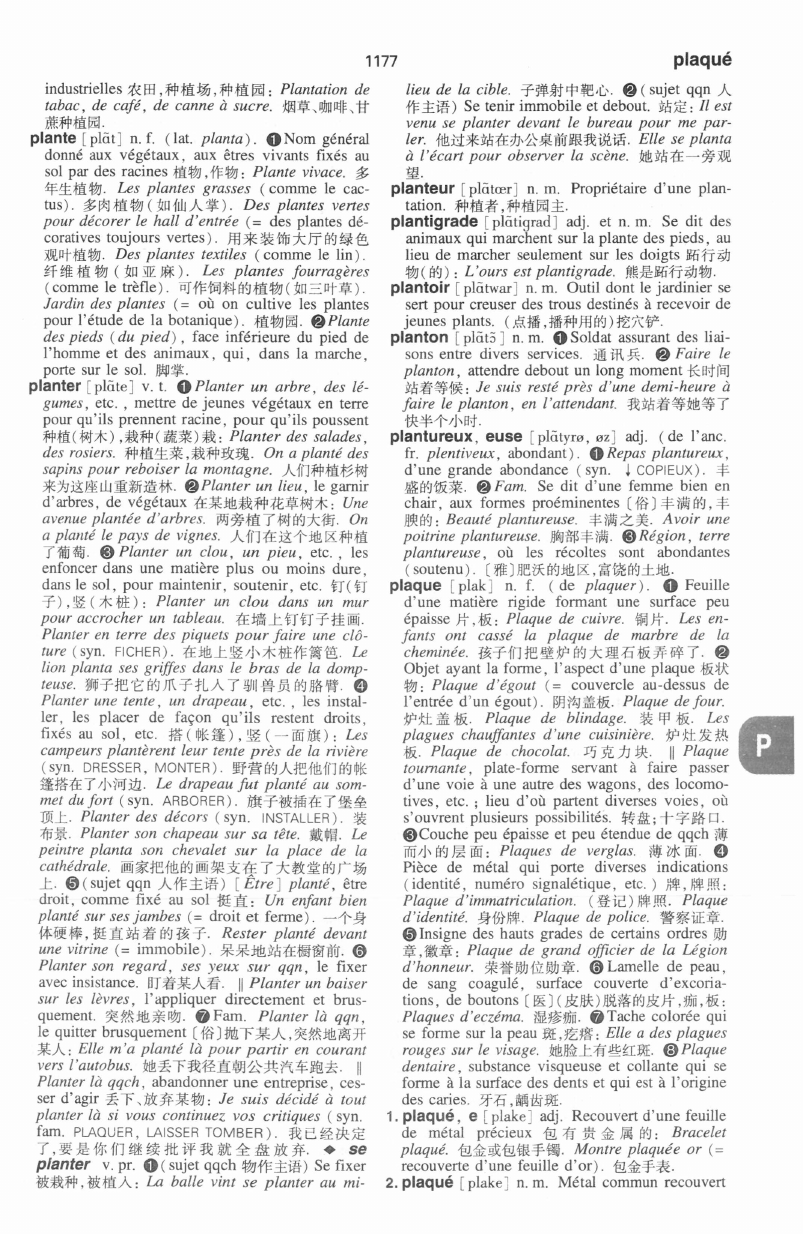 1177
plaqué
industrielles 农田,种植场,种植园: Plantation de
tabac, de café, de canne à sucre. 烟草、咖啡、甘
蔗种植园.
plante [plɑ̃t] n. f. (lat. planta). ❶Nom général
donné aux végétaux, aux êtres vivants fixés au
sol par des racines 植物,作物: Plante vivace. 多
年生植物. Les plantes grasses (comme le cac-
tus). 多肉植物(如仙人掌). Des plantes vertes
pour décorer le hall d'entrée (= des plantes dé-
coratives toujours vertes). 用来装饰大厅的绿色
观叶植物. Des plantes textiles (comme le lin).
纤维植物(如亚麻). Les plantes fourragères
(comme le trèfle). 可作饲料的植物(如三叶草).
Jardin des plantes (= où on cultive les plantes
pour l'étude de la botanique). 植物园. ❷Plante
des pieds (du pied), face inférieure du pied de
l'homme et des animaux, qui, dans la marche,
porte sur le sol. 脚掌.
planter [plɑ̃te] v. t. ❶Planter un arbre, des lé-
gumes, etc., mettre de jeunes végétaux en terre
pour qu'ils prennent racine, pour qu'ils poussent
种植(树木),栽种(蔬菜)栽: Planter des salades,
des rosiers. 种植生菜,栽种玫瑰. On a planté des
sapins pour reboiser la montagne. 人们种植杉树
来为这座山重新造林. ❷Planter un lieu, le garnir
d'arbres, de végétaux 在某地栽种花草树木: Une
avenue plantée d'arbres. 两旁植了树的大街. On
a planté le pays de vignes. 人们在这个地区种植
了葡萄. ❸Planter un clou, un pieu, etc., les
enfoncer dans une matière plus ou moins dure,
dans le sol, pour maintenir, soutenir, etc. 钉(钉
子),竖(木桩): Planter un clou dans un mur
pour accrocher un tableau. 在墙上钉钉子挂画.
Planter en terre des piquets pour faire une clô-
ture (syn. FICHER). 在地上竖小木桩作篱笆. Le
lion planta ses griffes dans le bras de la domp-
teuse. 狮子把它的爪子扎入了驯兽员的胳臂. ❹
Planter une tente, un drapeau, etc., les instal-
ler, les placer de façon qu'ils restent droits,
fixés au sol, etc. 搭(帐篷),竖(一面旗): Les
campeurs plantèrent leur tente près de la rivière
(syn. DRESSER, MONTER). 野营的人把他们的帐
篷搭在了小河边. Le drapeau fut planté au som-
met du fort (syn. ARBORER). 旗子被插在了堡垒
顶上. Planter des décors (syn. INSTALLER). 装
布景. Planter son chapeau sur sa tête. 戴帽. Le
peintre planta son chevalet sur la place de la
cathédrale. 画家把他的画架支在了大教堂的广场
上. ❺(sujet qqn 人作主语) [Être] planté, être
droit, comme fixé au sol 挺直: Un enfant bien
planté sur ses jambes (= droit et ferme). 一个身
体硬棒,挺直站着的孩子. Rester planté devant
une vitrine (= immobile). 呆呆地站在橱窗前. ❻
Planter son regard, ses yeux sur qqn, le fixer
avec insistance. 盯着某人看. ‖ Planter un baiser
sur les lèvres, l'appliquer directement et brus-
quement. 突然地亲吻. ❼Fam. Planter là qqn,
le quitter brusquement〔俗〕抛下某人,突然地离开
某人: Elle m'a planté là pour partir en courant
vers l'autobus. 她丢下我径直朝公共汽车跑去. ‖
Planter là qqch, abandonner une entreprise, ces-
ser d'agir 丢下、放弃某物: Je suis décidé à tout
planter là si vous continuez vos critiques (syn.
fam. PLAQUER, LAISSER TOMBER). 我已经决定
了,要是你们继续批评我就全盘放弃. ◆ se
planter v. pr. ❶(sujet qqch 物作主语) Se fixer
被栽种,被植入: La balle vint se planter au mi-
lieu de la cible. 子弹射中靶心. ❷(sujet qqn 人
作主语) Se tenir immobile et debout. 站定: Il est
venu se planter devant le bureau pour me par-
ler. 他过来站在办公桌前跟我说话. Elle se planta
à l'écart pour observer la scène. 她站在一旁观
望.
planteur [plɑ̃tœr] n. m. Propriétaire d'une plan-
tation. 种植者,种植园主.
plantigrade [plɑ̃tigrad] adj. et n. m. Se dit des
animaux qui marchent sur la plante des pieds, au
lieu de marcher seulement sur les doigts 跖行动
物(的): L'ours est plantigrade. 熊是跖行动物.
plantoir [plɑ̃twar] n. m. Outil dont le jardinier se
sert pour creuser des trous destinés à recevoir de
jeunes plants. (点播,播种用的)挖穴铲.
planton [plɑ̃tɔ̃] n. m. ❶Soldat assurant des liai-
sons entre divers services. 通讯兵. ❷ Faire le
planton, attendre debout un long moment 长时间
站着等候: Je suis resté près d'une demi-heure à
faire le planton, en l'attendant. 我站着等她等了
快半个小时.
plantureux, euse [plɑ̃tyrø, øz] adj. (de l'anc.
fr. plentiveux, abondant). ❶Repas plantureux,
d'une grande abondance (syn. ↓ COPIEUX). 丰
盛的饭菜. ❷Fam. Se dit d'une femme bien en
chair, aux formes proéminentes〔俗〕丰满的,丰
腴的: Beauté plantureuse. 丰满之美. Avoir une
poitrine plantureuse. 胸部丰满. ❸Région, terre
plantureuse, où les récoltes sont abondantes
(soutenu).〔雅〕肥沃的地区,富饶的土地.
plaque [plak] n. f. (de plaquer). ❶ Feuille
d'une matière rigide formant une surface peu
épaisse 片,板: Plaque de cuivre. 铜片. Les en-
fants ont cassé la plaque de marbre de la
cheminée. 孩子们把壁炉的大理石板弄碎了. ❷
Objet ayant la forme, l'aspect d'une plaque 板状
物: Plaque d'égout (= couvercle au-dessus de
l'entrée d'un égout). 阴沟盖板. Plaque de four.
炉灶盖板. Plaque de blindage. 装甲板. Les
plagues chauffantes d'une cuisinière. 炉灶发热
板. Plaque de chocolat. 巧克力块. ‖ Plaque
tournante, plate-forme servant à faire passer
d'une voie à une autre des wagons, des locomo-
tives, etc. ; lieu d'où partent diverses voies, où
s'ouvrent plusieurs possibilités. 转盘;十字路口.
❸Couche peu épaisse et peu étendue de qqch 薄
而小的层面: Plaques de verglas. 薄冰面. ❹
Pièce de métal qui porte diverses indications
(identité, numéro signalétique, etc.) 牌,牌照:
Plaque d'immatriculation. (登记)牌照. Plaque
d'identité. 身份牌. Plaque de police. 警察证章.
❺Insigne des hauts grades de certains ordres 勋
章,徽章: Plaque de grand officier de la Légion
d'honneur. 荣誉勋位勋章. ❻Lamelle de peau,
de sang coagulé, surface couverte d'excoria-
tions, de boutons〔医〕(皮肤)脱落的皮片,痂,板:
Plaques d'eczéma. 湿疹痂. ❼Tache colorée qui
se forme sur la peau 斑,疙瘩: Elle a des plagues
rouges sur le visage. 她脸上有些红斑. ❽Plaque
dentaire, substance visqueuse et collante qui se
forme à la surface des dents et qui est à l'origine
des caries. 牙石,龋齿斑.
1. plaqué, e [plake] adj. Recouvert d'une feuille
de métal précieux 包有贵金属的: Bracelet
plaqué. 包金或包银手镯. Montre plaquée or (=
recouverte d'une feuille d'or). 包金手表.
2. plaqué [plake] n. m. Métal commun recouvert
P